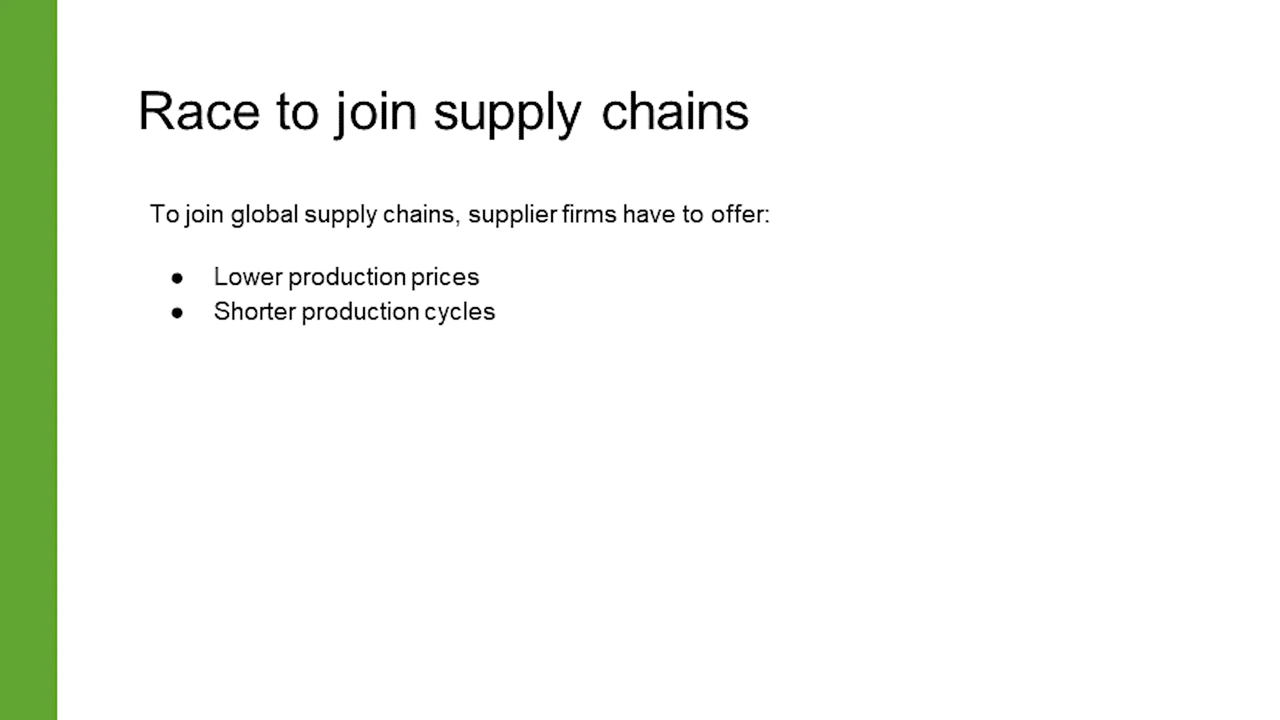 Race to join supply chains
To join global supply chains, supplier firms have to offer:
● Lower production prices
● Shorter production cycles